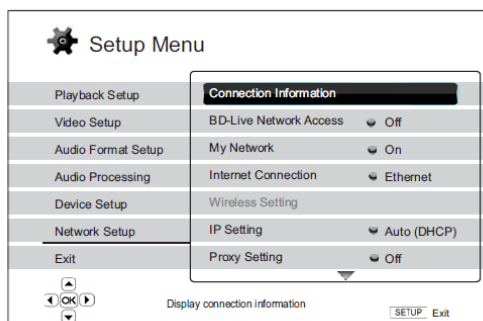 Setup Menu
Playback Setup
Video Setup
Audio Format Setup
Audio Processing
Device Setup
Network Setup
Exit
Connection Information
BD-Live Network Access Off
My Network On
Internet Connection Ethernet
Wireless Setting
IP Setting Auto (DHCP)
Proxy Setting Off
OK
Display connection information
SETUP Exit